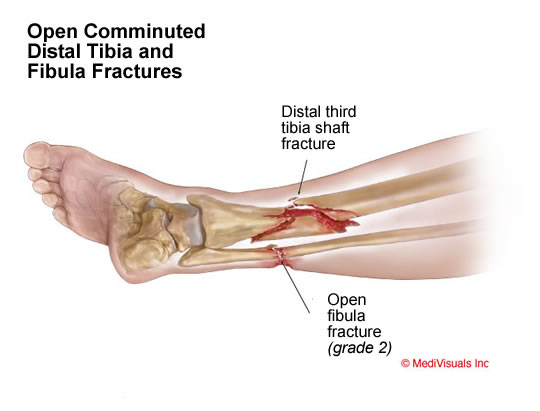 Open Comminuted
Distal Tibia and
Fibula Fractures
Distal third
tibia shaft
fracture
Open
fibula
fracture
(grade 2)
© MediVisuals Inc